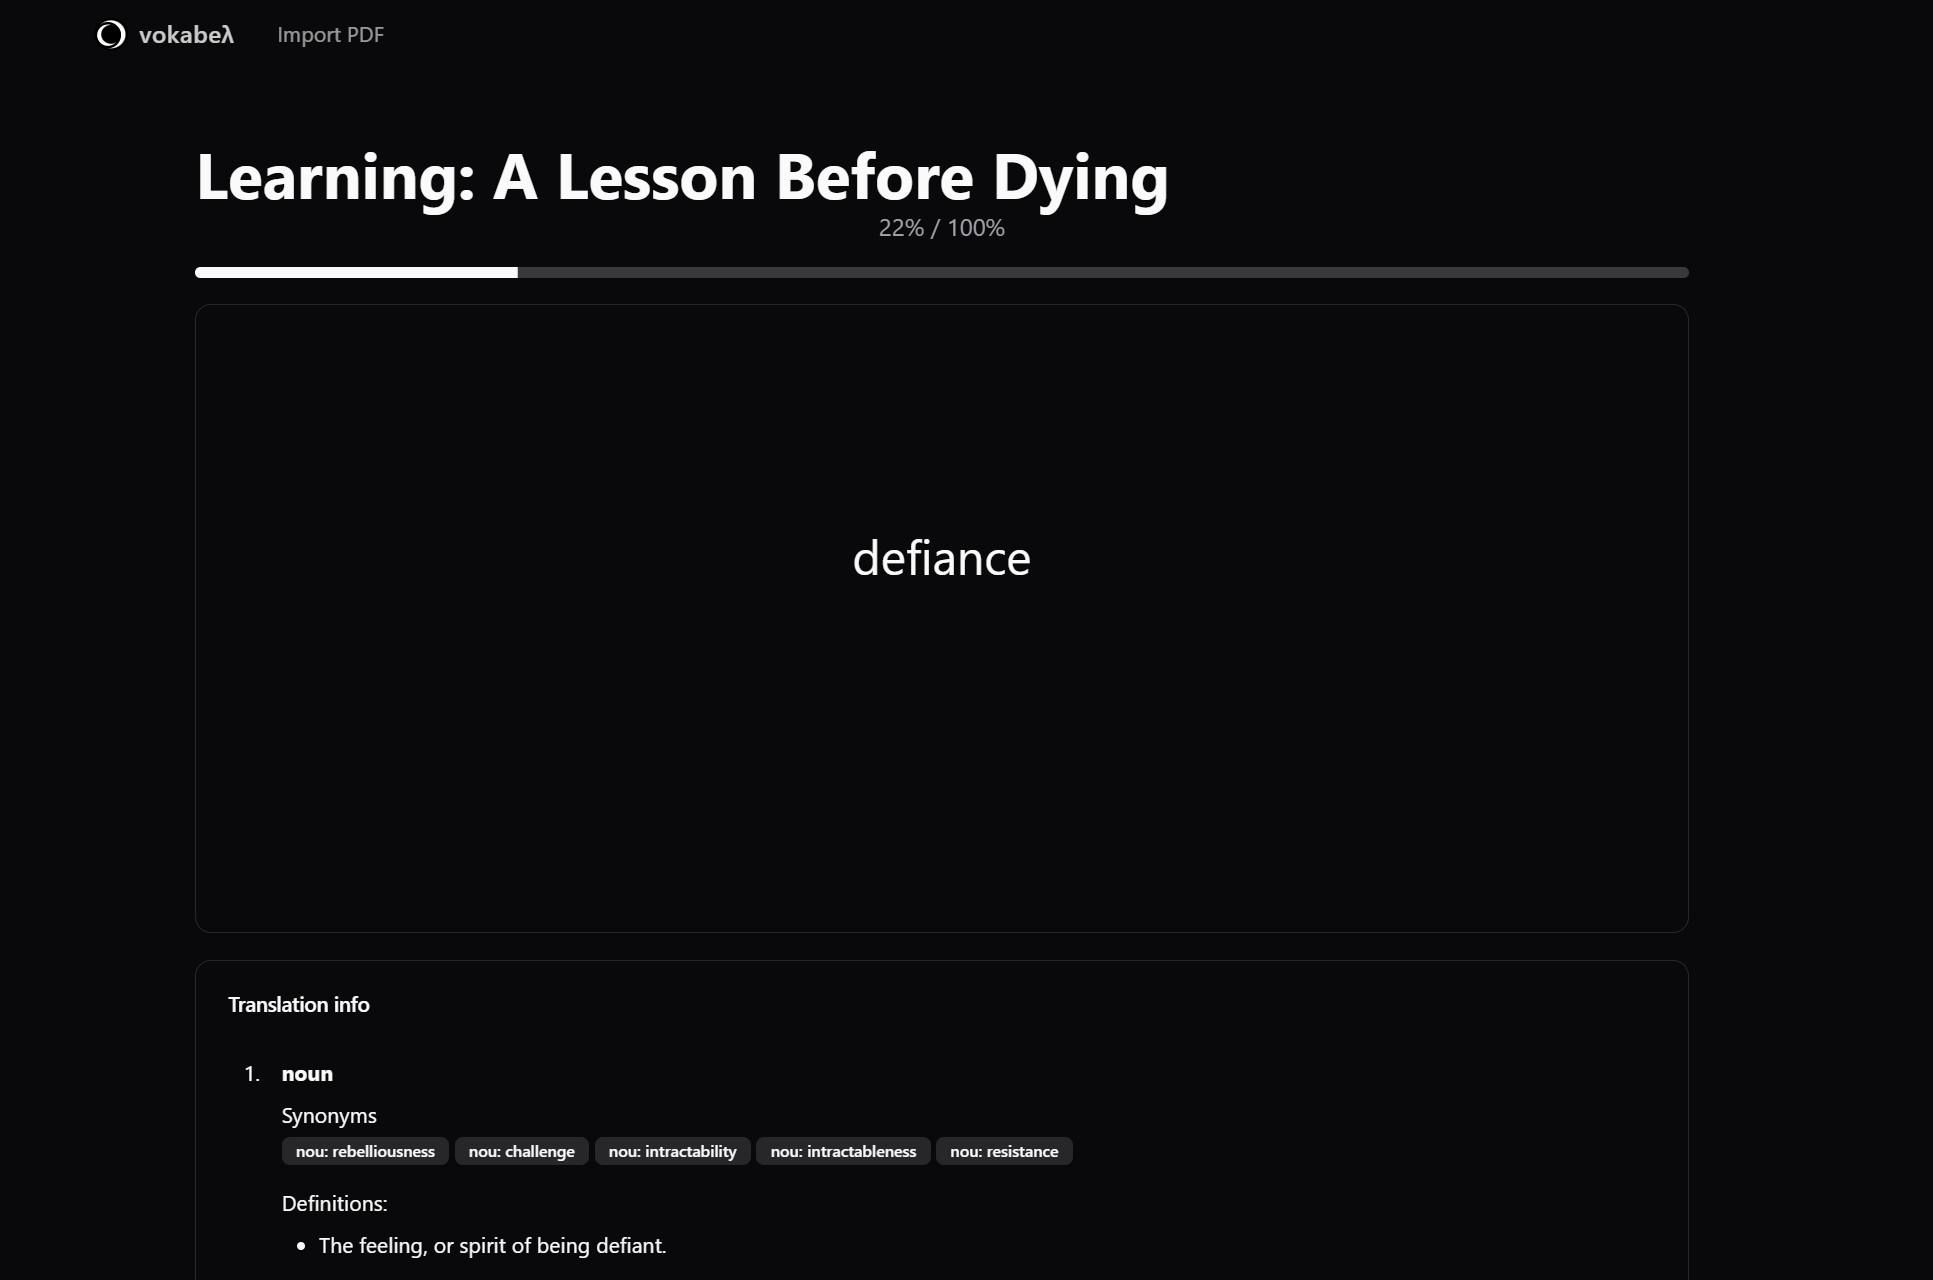 vokabeλ Import PDF
Learning: A Lesson Before Dying
22% / 100%
defiance
Translation info
1. noun
Synonyms
nou: rebelliousness nou: challenge nou: intractability nou: intractableness nou: resistance
Definitions:
• The feeling, or spirit of being defiant.